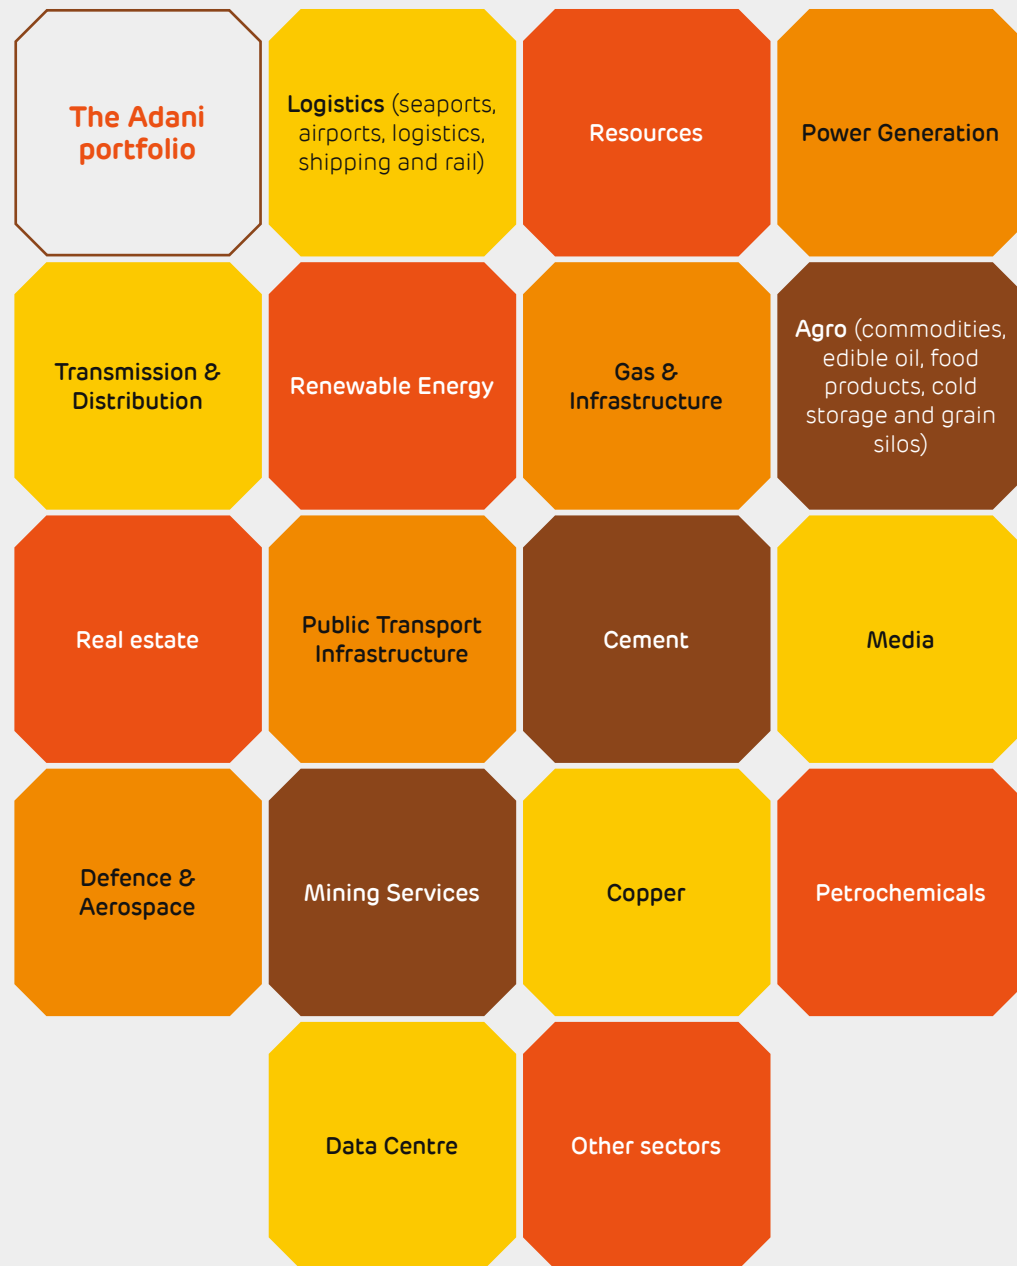 The Adani
portfolio
Logistics (seaports,
airports, logistics,
shipping and rail)
Resources
Power Generation
Transmission &
Distribution
Renewable Energy
Gas &
Infrastructure
Agro (commodities,
edible oil, food
products, cold
storage and grain
silos)
Real estate
Public Transport
Infrastructure
Cement
Media
Defence &
Aerospace
Mining Services
Copper
Petrochemicals
Data Centre
Other sectors